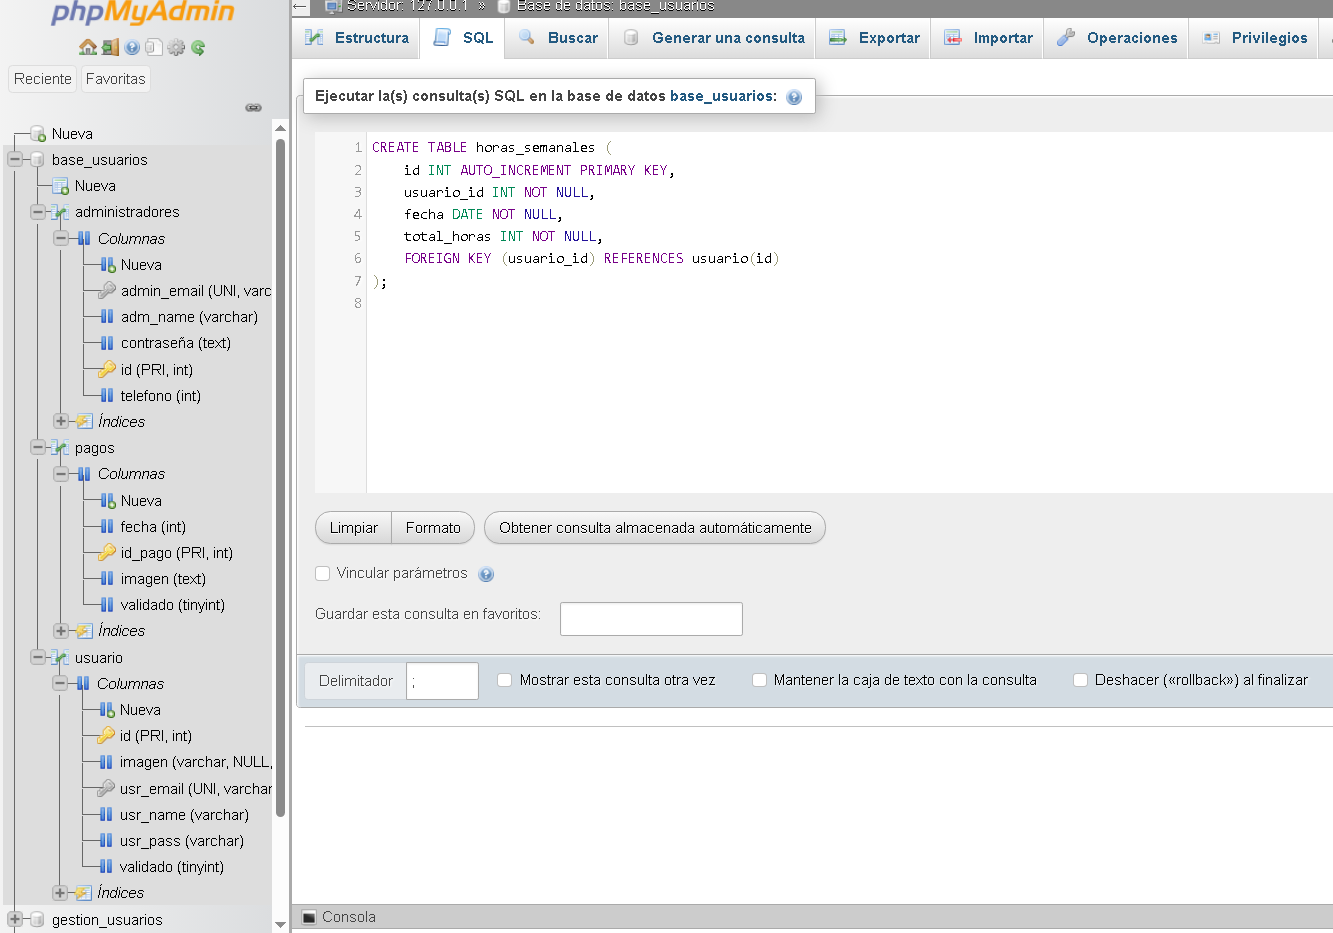 phpMyAdmin
Reciente
Favoritas
Nueva
base_usuarios
Nueva
administradores
Columnas
Nueva
admin_email (UNI, varc
adm_name (varchar)
contraseña (text)
id (PRI, int)
telefono (int)
Índices
pagos
Columnas
Nueva
fecha (int)
id_pago (PRI, int)
imagen (text)
validado (tinyint)
Índices
usuario
Columnas
Nueva
id (PRI, int)
imagen (varchar, NULL,
usr_email (UNI, varchar
usr_name (varchar)
usr_pass (varchar)
validado (tinyint)
Índices
gestion_usuarios
Servidor: 127.0.0.1 » Base de datos: base_usuarios
Estructura SQL Buscar Generar una consulta Exportar Importar Operaciones Privilegios
Ejecutar la(s) consulta(s) SQL en la base de datos base_usuarios:
1 CREATE TABLE horas_semanales (
2 id INT AUTO_INCREMENT PRIMARY KEY,
3 usuario_id INT NOT NULL,
4 fecha DATE NOT NULL,
5 total_horas INT NOT NULL,
6 FOREIGN KEY (usuario_id) REFERENCES usuario(id)
7 );
8
Limpiar Formato Obtener consulta almacenada automáticamente
Vincular parámetros
Guardar esta consulta en favoritos:
Delimitador ; Mostrar esta consulta otra vez Mantener la caja de texto con la consulta Deshacer («rollback») al finalizar
Consola